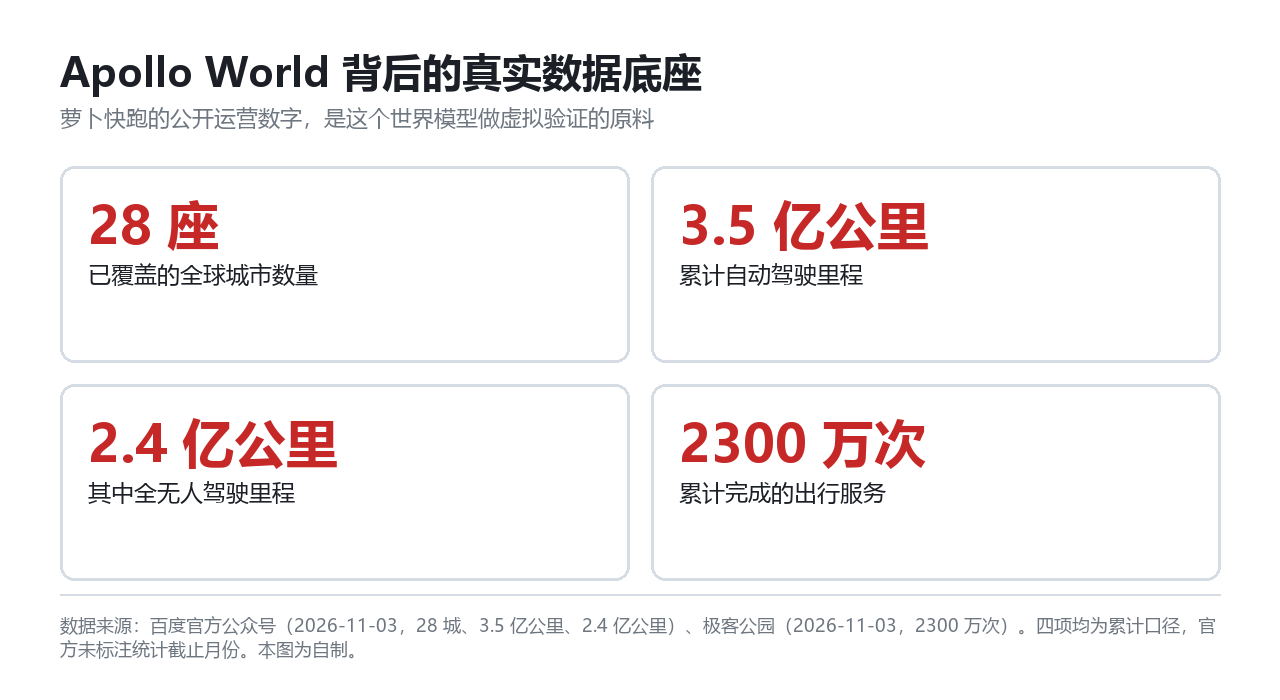 Apollo World 背后的真实数据底座
萝卜快跑的公开运营数字，是这个世界模型做虚拟验证的原料
28 座
已覆盖的全球城市数量
3.5 亿公里
累计自动驾驶里程
2.4 亿公里
其中全无人驾驶里程
2300 万次
累计完成的出行服务
数据来源：百度官方公众号（2026-11-03，28 城、3.5 亿公里、2.4 亿公里）、极客公园（2026-11-03，2300 万次）。四项均为累计口径，官
方未标注统计截止月份。本图为自制。